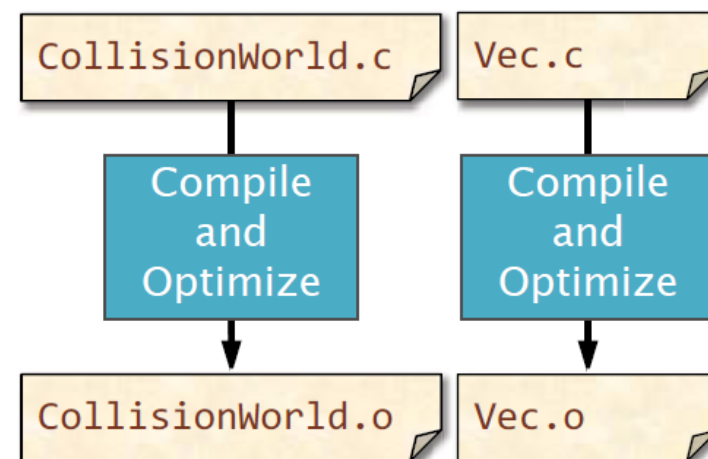 CollisionWorld.c
Vec.c
Compile
and
Optimize
Compile
and
Optimize
CollisionWorld.o
Vec.o